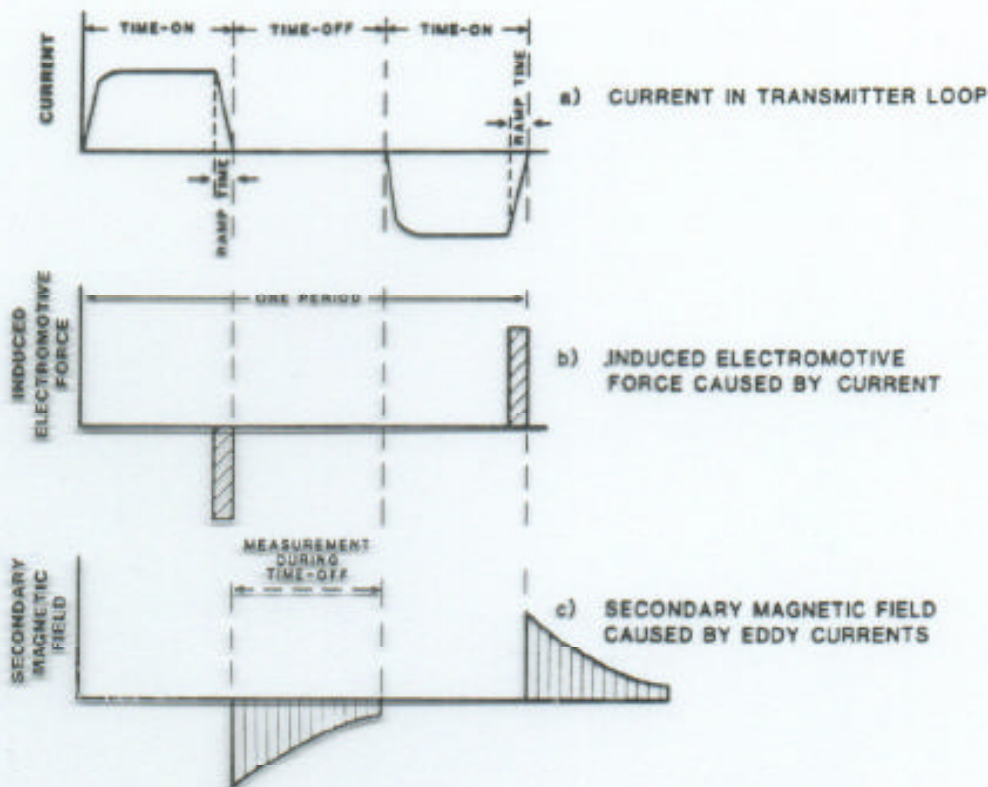 TIME-ON
TIME-OFF
TIME-ON
CURRENT
RAMP TIME
RAMP TIME
a) CURRENT IN TRANSMITTER LOOP
ONE PERIOD
INDUCED
ELECTROMOTIVE
FORCE
b) INDUCED ELECTROMOTIVE
FORCE CAUSED BY CURRENT
MEASUREMENT
DURING
TIME-OFF
SECONDARY
MAGNETIC
FIELD
c) SECONDARY MAGNETIC FIELD
CAUSED BY EDDY CURRENTS